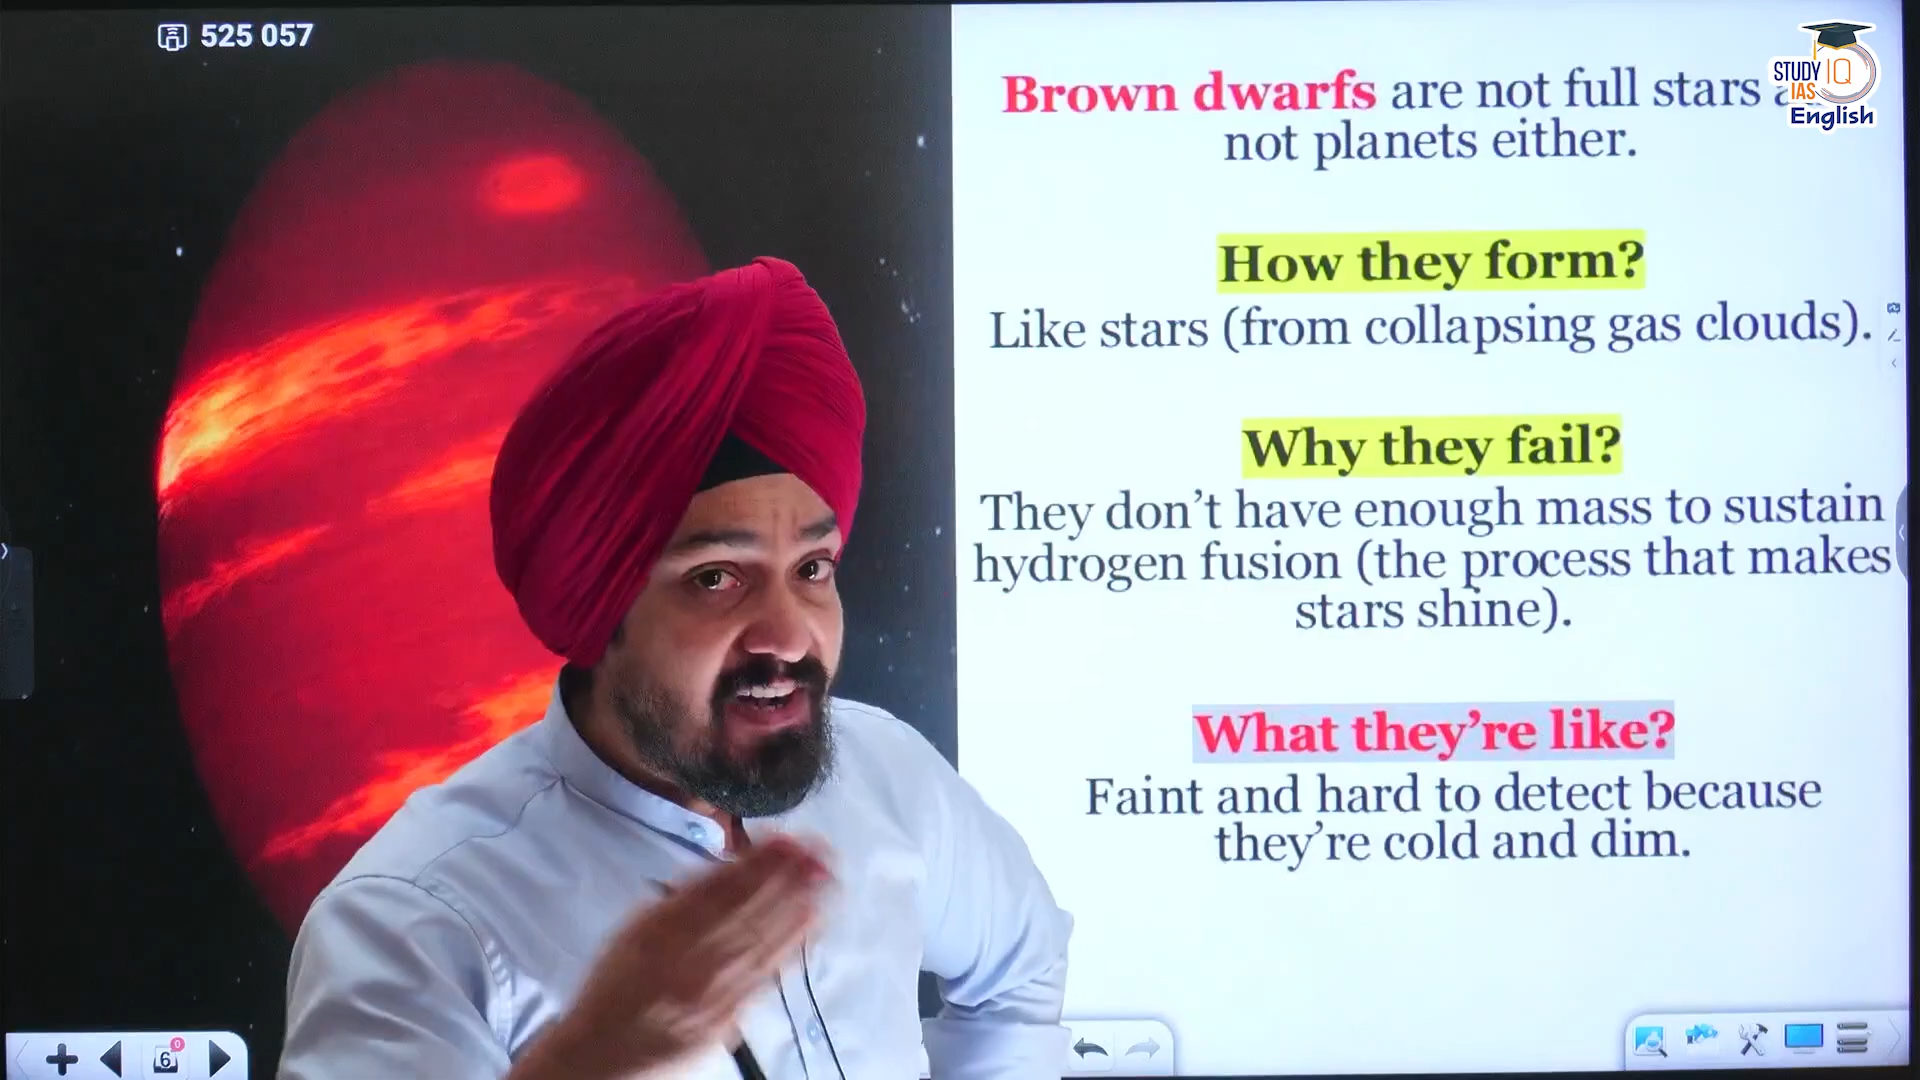 525 057
STUDY IQ
IAS
English
Brown dwarfs are not full stars
not planets either.
How they form?
Like stars (from collapsing gas clouds).
Why they fail?
They don't have enough mass to sustain
hydrogen fusion (the process that makes
stars shine).
What they're like?
Faint and hard to detect because
they're cold and dim.
6
0